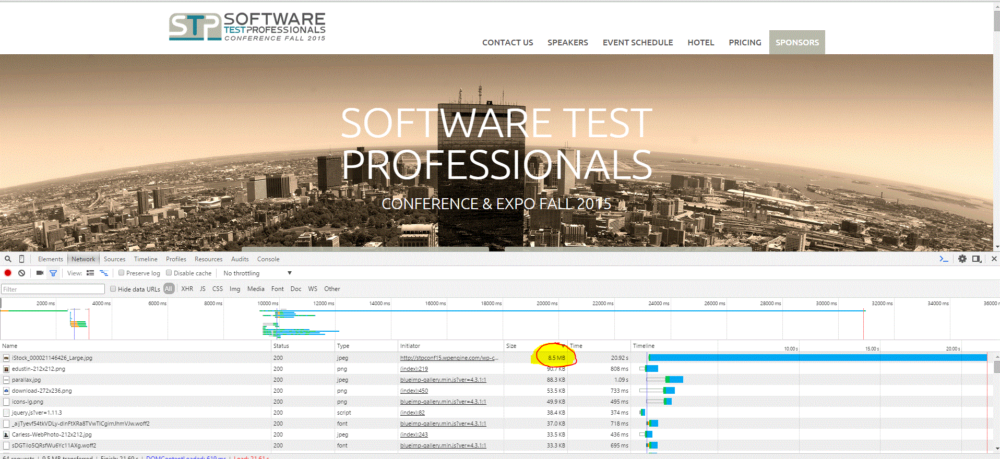 STP SOFTWARE
TESTPROFESSIONALS
CONFERENCE FALL 2015
CONTACT US SPEAKERS EVENT SCHEDULE HOTEL PRICING SPONSORS
SOFTWARE TEST
PROFESSIONALS
CONFERENCE & EXPO FALL 2015
Elements Network Sources Timeline Profiles Resources Audits Console
View: Preserve log Disable cache No throttling
Filter Hide data URLs All XHR JS CSS Img Media Font Doc WS Other
2000 ms 4000 ms 6000 ms 8000 ms 10000 ms 12000 ms 14000 ms 16000 ms 18000 ms 20000 ms 22000 ms 24000 ms 26000 ms 28000 ms 30000 ms 32000 ms 34000 ms 36000 m
Name Status Type Initiator Size Time Timeline 10.00 s 15.00 s 20.00 s
iStock_000021146426_Large.jpg 200 jpeg http://stpconf15.wpengine.com/wp-c... 8.5 MB 20.92 s
edustin-212x212.png 200 png (index):219 90.7 KB 808 ms
parallax.jpg 200 jpeg blueimp-gallery.min.js?ver=4.3.1:1 88.3 KB 1.09 s
download-272x236.png 200 png (index):450 53.5 KB 733 ms
icons-lg.png 200 png blueimp-gallery.min.js?ver=4.3.1:1 49.9 KB 495 ms
jquery.js?ver=1.11.3 200 script (index):82 38.4 KB 374 ms
200 font blueimp-gallery.min.js?ver=4.3.1:1 37.0 KB 718 ms
Carless-WebPhoto-212x212.jpg 200 jpeg (index):243 33.5 KB 436 ms
sDGTilo5QRsfWu6Yc11AXg.woff2 200 font blueimp-gallery.min.js?ver=4.3.1:1 33.3 KB 695 ms
64 requests | 9.5 MB transferred | Finish: 21.69 s | DOMContentLoaded: 619 ms | Load: 21.61 s